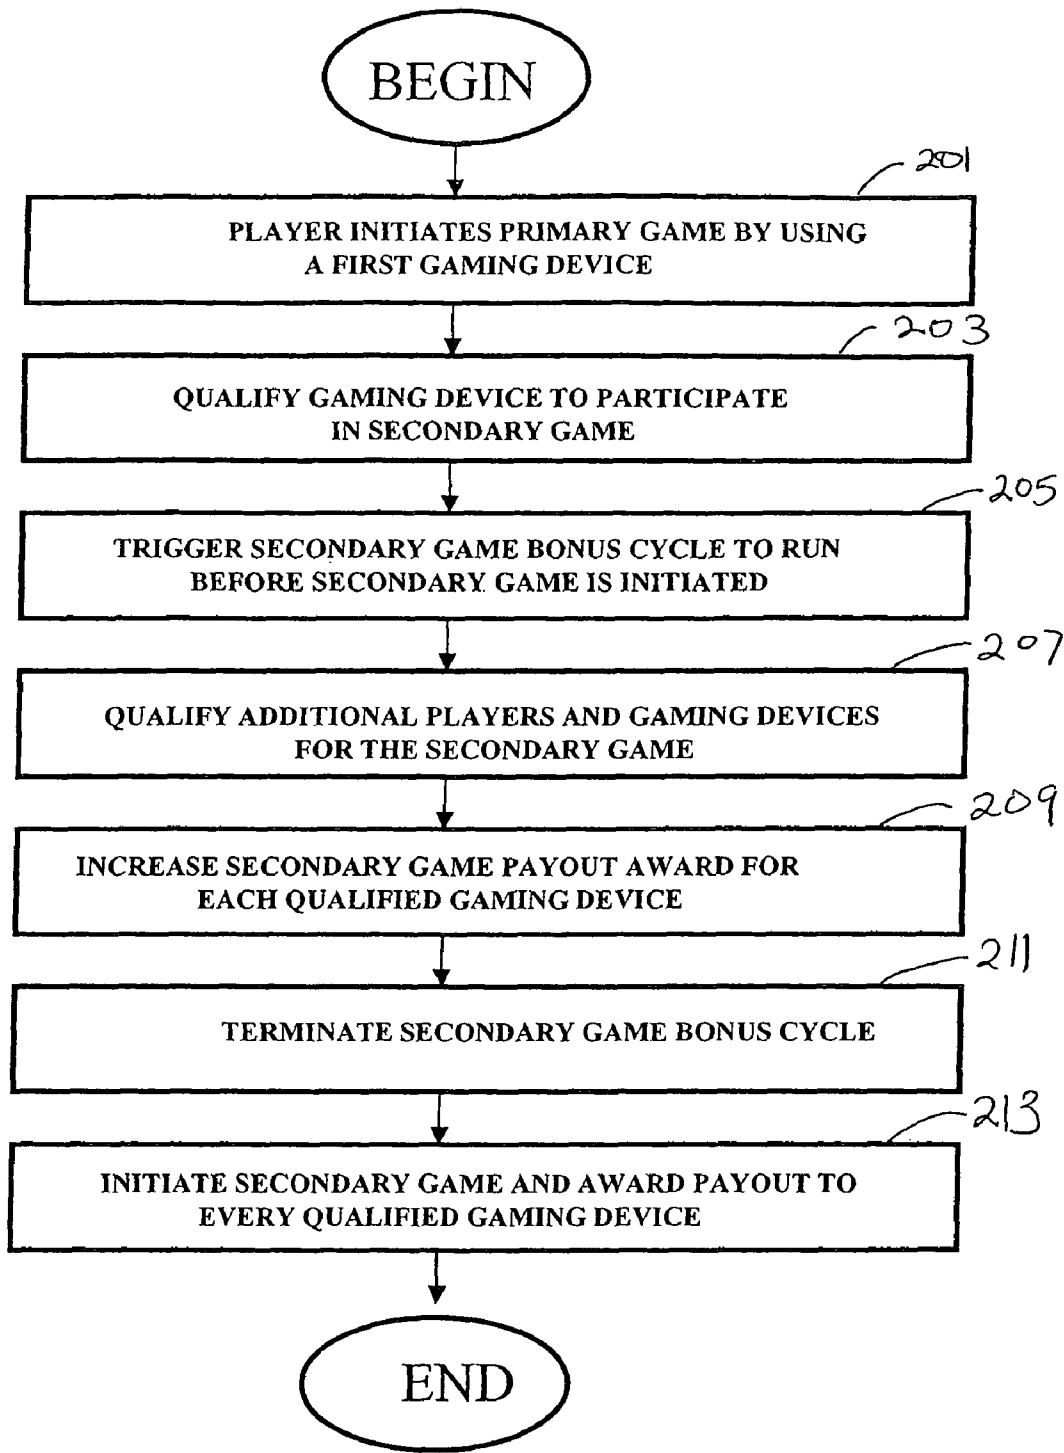 BEGIN
201
PLAYER INITIATES PRIMARY GAME BY USING
A FIRST GAMING DEVICE
203
QUALIFY GAMING DEVICE TO PARTICIPATE
IN SECONDARY GAME
205
TRIGGER SECONDARY GAME BONUS CYCLE TO RUN
BEFORE SECONDARY GAME IS INITIATED
207
QUALIFY ADDITIONAL PLAYERS AND GAMING DEVICES
FOR THE SECONDARY GAME
209
INCREASE SECONDARY GAME PAYOUT AWARD FOR
EACH QUALIFIED GAMING DEVICE
211
TERMINATE SECONDARY GAME BONUS CYCLE
213
INITIATE SECONDARY GAME AND AWARD PAYOUT TO
EVERY QUALIFIED GAMING DEVICE
END